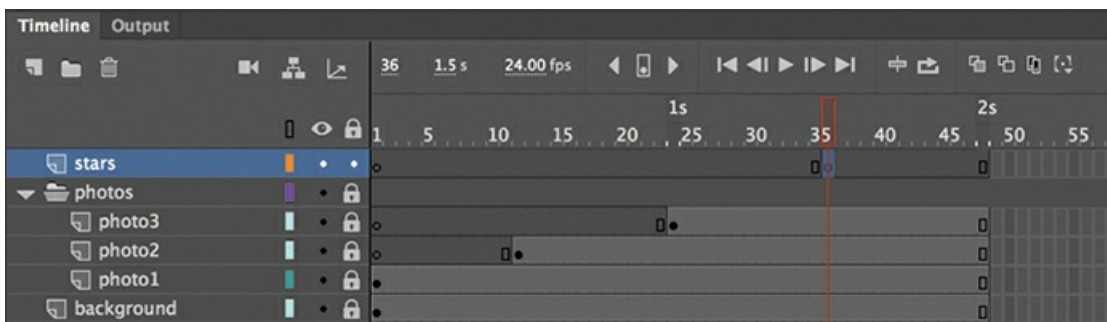 Timeline Output
36 1.5 s 24.00 fps
1s 2s
1 5 10 15 20 25 30 35 40 45 50 55
stars
photos
photo3
photo2
photo1
background